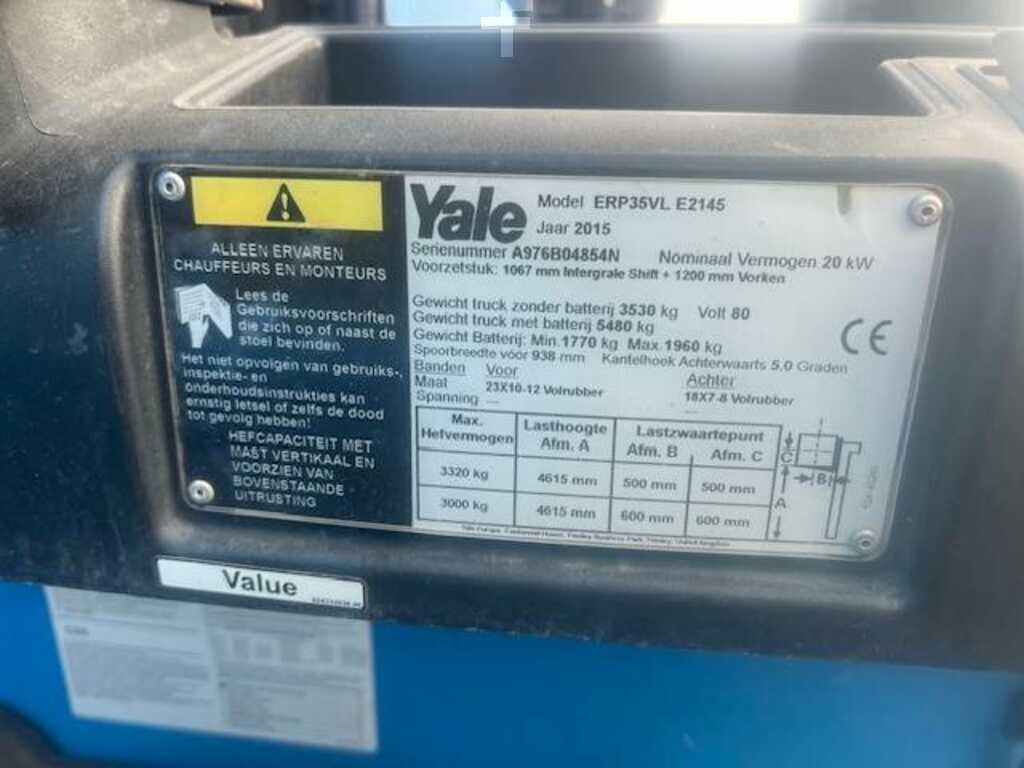 ALLEEN ERVAREN
CHAUFFEURS EN MONTEURS
Lees de
Gebruiksvoorschriften
die zich op of naast de
stoel bevinden.
Het niet opvolgen van gebruiks-,
inspektie- en
onderhoudsinstrukties kan
ernstig letsel of zelfs de dood
tot gevolg hebben!
HEFCAPACITEIT MET
MAST VERTIKAAL EN
VOORZIEN VAN
BOVENSTAANDE
UITRUSTING
Yale
Model ERP35VL E2145
Jaar 2015
Serienummer A976B04854N Nominaal Vermogen 20 kW
Voorzetstuk: 1067 mm Intergrale Shift + 1200 mm Vorken
Gewicht truck zonder batterij 3530 kg Volt 80
Gewicht truck met batterij 5480 kg
Gewicht Batterij: Min 1770 kg Max 1960 kg
Spoorbreedte vóór 938 mm Kantelhoek Achterwaarts 5.0 Graden
CE
Banden Voor Achter
Maat 23X10-12 Volrubber 18X7-8 Volrubber
Spanning --- ---
Max. Hefvermogen Lasthoogte Afm. A Lastzwaartepunt Afm. B Afm. C
3320 kg 4615 mm 500 mm 500 mm
3000 kg 4615 mm 600 mm 600 mm
C
B
A
Value